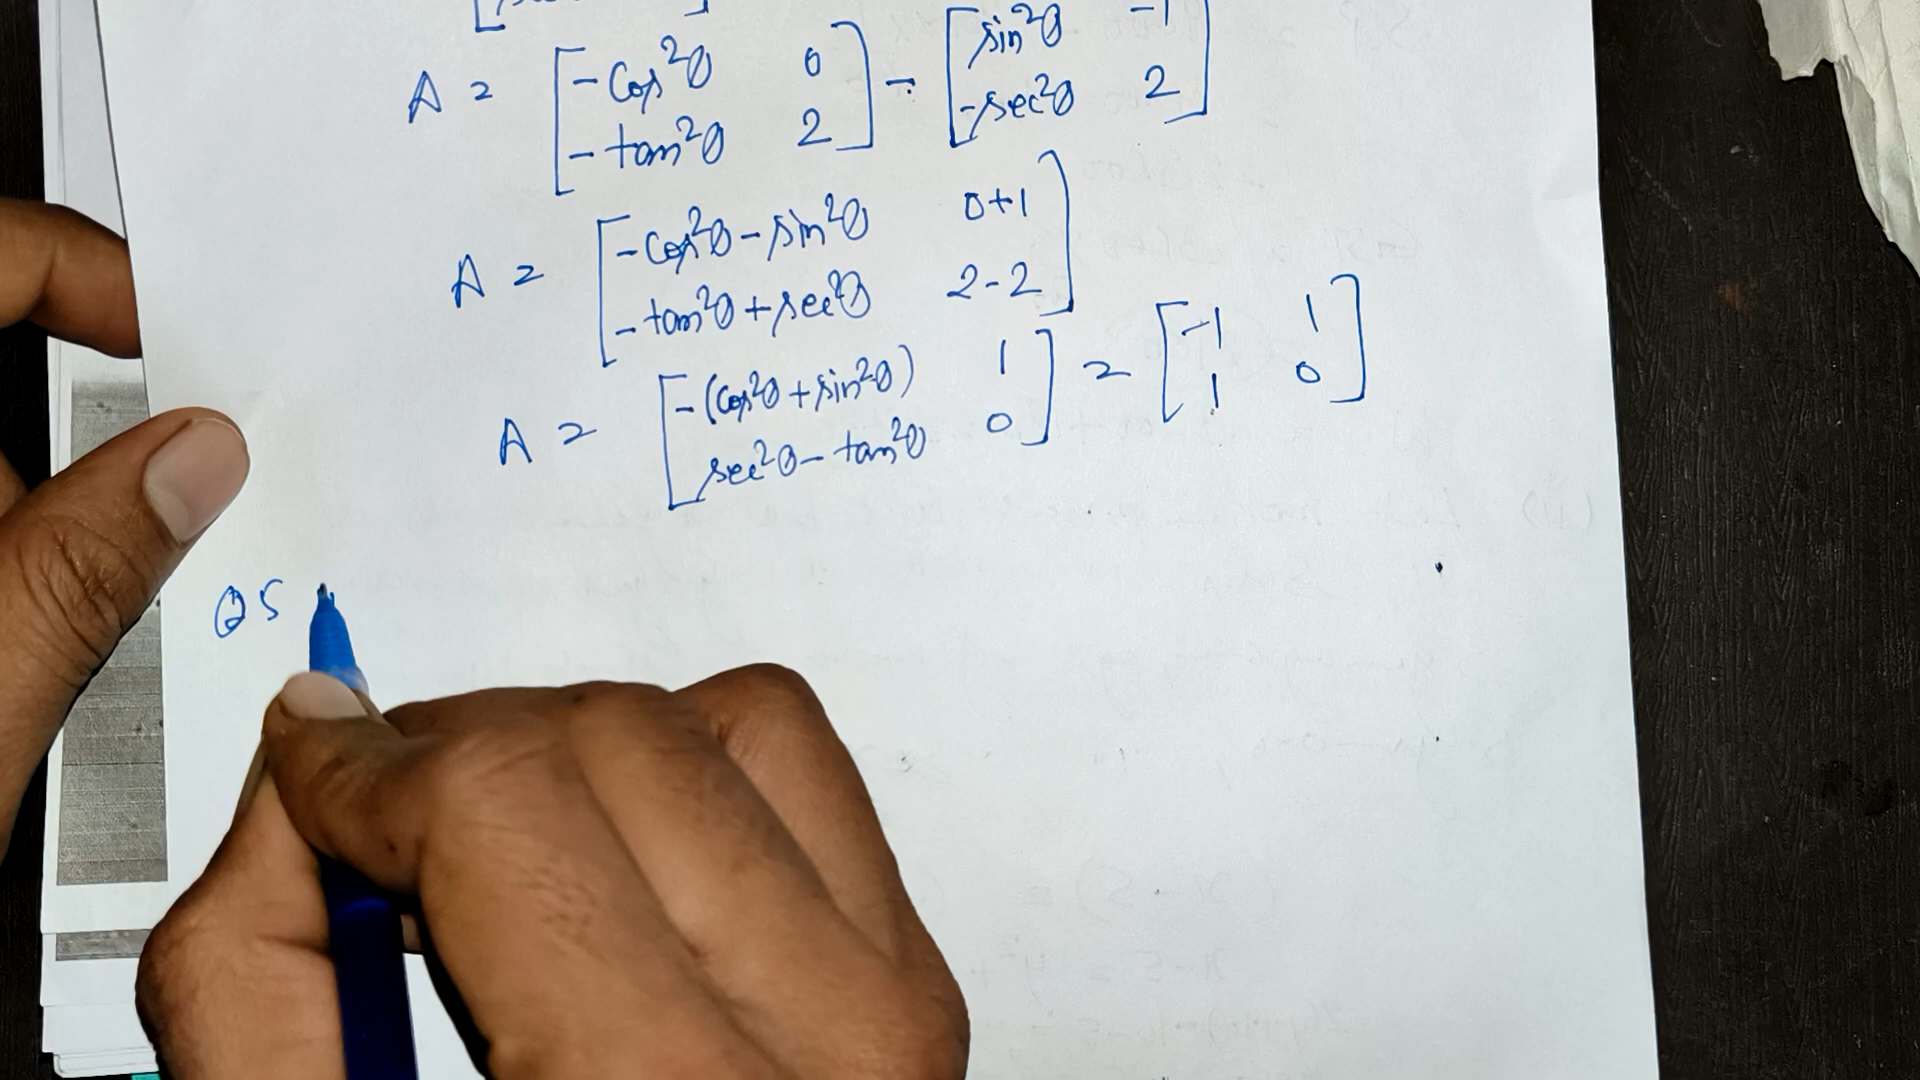 A = [ -cos²θ 0 ] - [ sin²θ -1 ]
[ -tan²θ 2 ] [ -sec²θ 2 ]
A = [ -cos²θ - sin²θ 0+1 ]
[ -tan²θ + sec²θ 2-2 ]
A = [ -(cos²θ + sin²θ) 1 ] = [ -1 1 ]
[ sec²θ - tan²θ 0 ] [ 1 0 ]
Q5